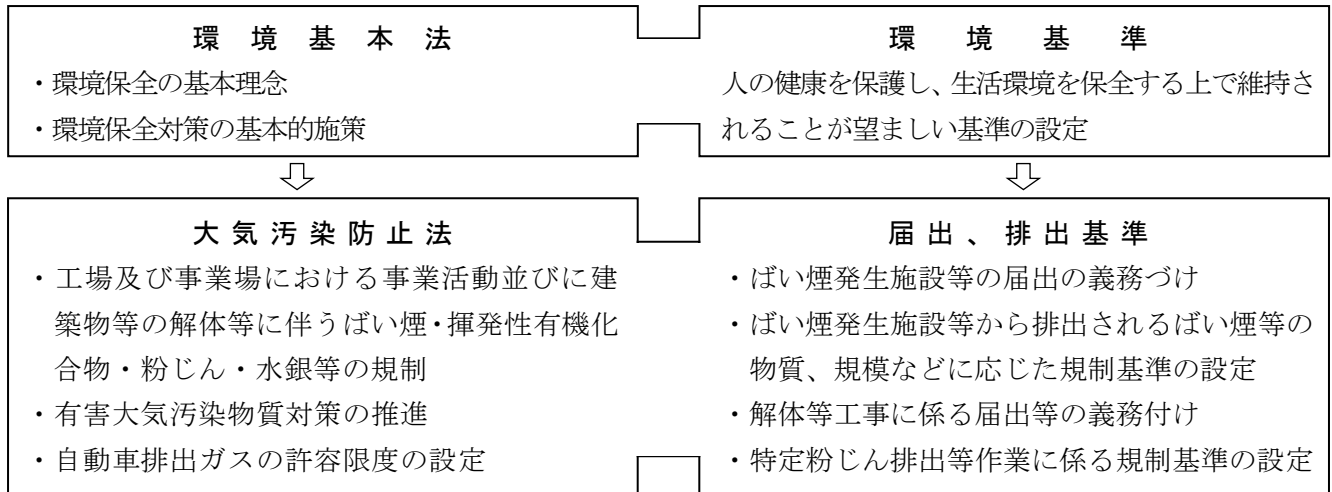 環境基本法
・環境保全の基本理念
・環境保全対策の基本的施策
環境基準
人の健康を保護し、生活環境を保全する上で維持さ
れることが望ましい基準の設定
大気汚染防止法
・工場及び事業場における事業活動並びに建
築物等の解体等に伴うばい煙・揮発性有機化
合物・粉じん・水銀等の規制
・有害大気汚染物質対策の推進
・自動車排出ガスの許容限度の設定
届出、排出基準
・ばい煙発生施設等の届出の義務づけ
・ばい煙発生施設等から排出されるばい煙等の
物質、規模などに応じた規制基準の設定
・解体等工事に係る届出等の義務付け
・特定粉じん排出等作業に係る規制基準の設定